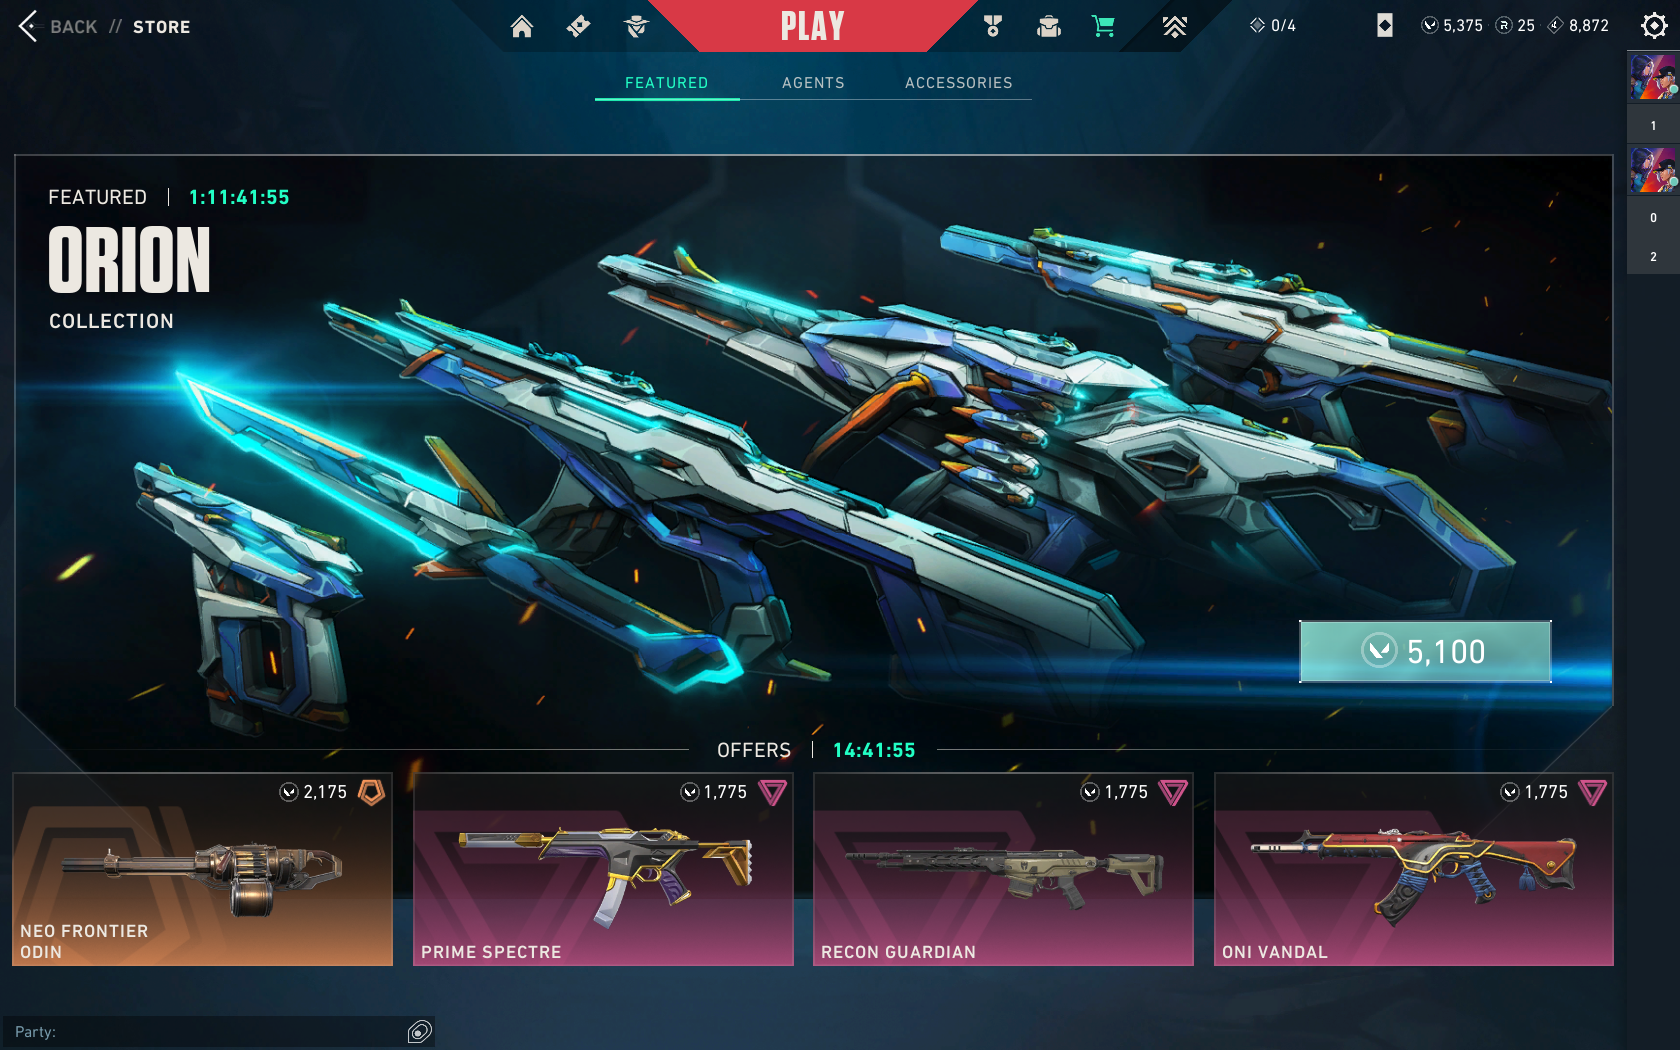 BACK // STORE
PLAY
0/4
5,375
R 25
8,872
FEATURED
AGENTS
ACCESSORIES
1
0
2
FEATURED | 1:11:41:55
ORION
COLLECTION
5,100
OFFERS | 14:41:55
2,175
NEO FRONTIER
ODIN
1,775
PRIME SPECTRE
1,775
RECON GUARDIAN
1,775
ONI VANDAL
Party: